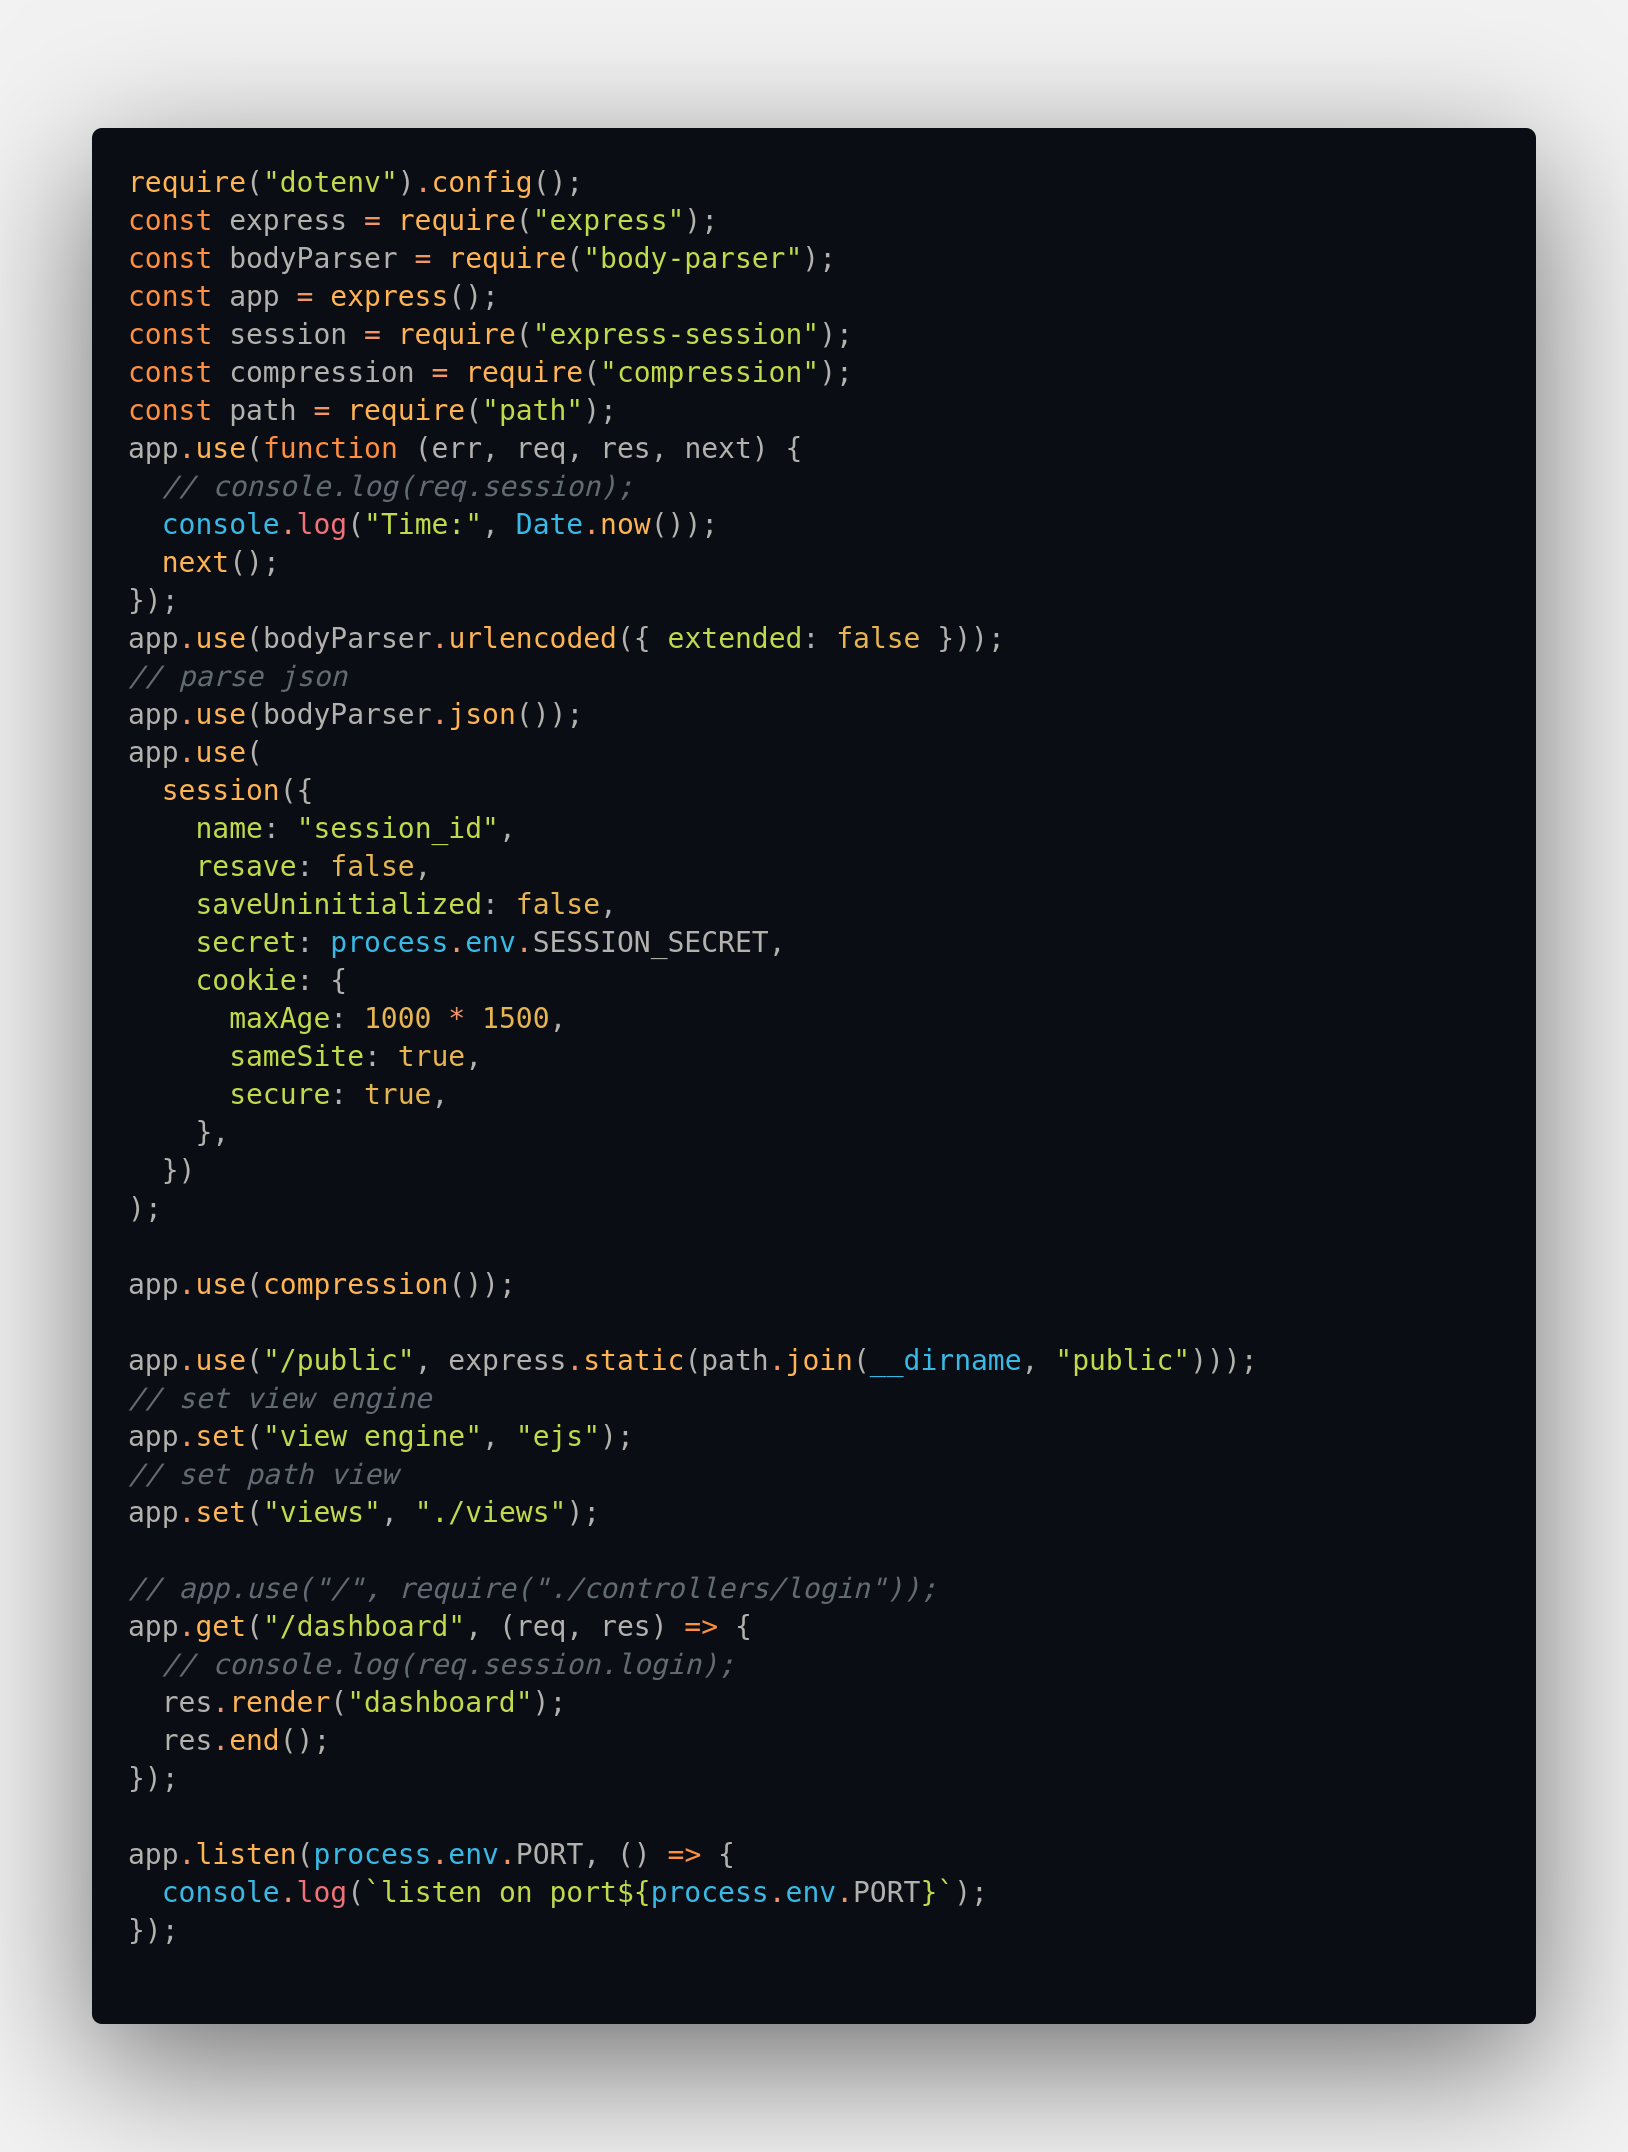 require("dotenv").config();
const express = require("express");
const bodyParser = require("body-parser");
const app = express();
const session = require("express-session");
const compression = require("compression");
const path = require("path");
app.use(function (err, req, res, next) {
  // console.log(req.session);
  console.log("Time:", Date.now());
  next();
});
app.use(bodyParser.urlencoded({ extended: false }));
// parse json
app.use(bodyParser.json());
app.use(
  session({
    name: "session_id",
    resave: false,
    saveUninitialized: false,
    secret: process.env.SESSION_SECRET,
    cookie: {
      maxAge: 1000 * 1500,
      sameSite: true,
      secure: true,
    },
  })
);

app.use(compression());

app.use("/public", express.static(path.join(__dirname, "public")));
// set view engine
app.set("view engine", "ejs");
// set path view
app.set("views", "./views");

// app.use("/", require("./controllers/login"));
app.get("/dashboard", (req, res) => {
  // console.log(req.session.login);
  res.render("dashboard");
  res.end();
});

app.listen(process.env.PORT, () => {
  console.log(`listen on port${process.env.PORT}`);
});